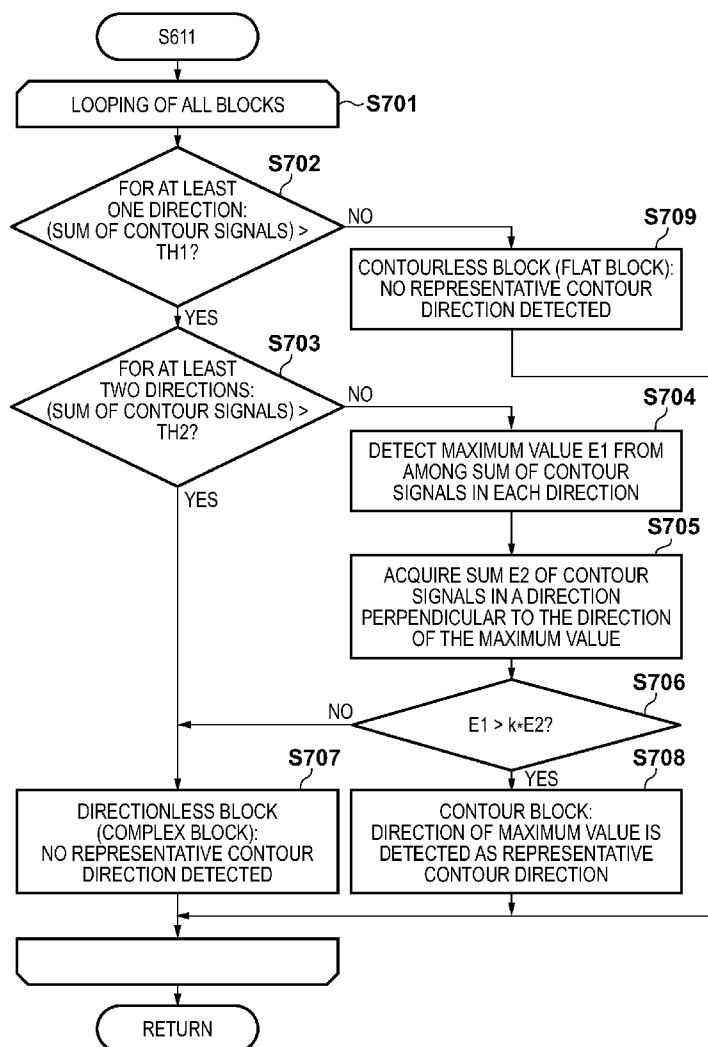 S611
LOOPING OF ALL BLOCKS
S701
S702
FOR AT LEAST
ONE DIRECTION:
(SUM OF CONTOUR SIGNALS) >
TH1?
NO
YES
S709
CONTOURLESS BLOCK (FLAT BLOCK):
NO REPRESENTATIVE CONTOUR
DIRECTION DETECTED
S703
FOR AT LEAST
TWO DIRECTIONS:
(SUM OF CONTOUR SIGNALS) >
TH2?
NO
YES
S704
DETECT MAXIMUM VALUE E1 FROM
AMONG SUM OF CONTOUR
SIGNALS IN EACH DIRECTION
S705
ACQUIRE SUM E2 OF CONTOUR
SIGNALS IN A DIRECTION
PERPENDICULAR TO THE DIRECTION
OF THE MAXIMUM VALUE
S706
E1 > k*E2?
NO
YES
S707
DIRECTIONLESS BLOCK
(COMPLEX BLOCK):
NO REPRESENTATIVE CONTOUR
DIRECTION DETECTED
S708
CONTOUR BLOCK:
DIRECTION OF MAXIMUM VALUE IS
DETECTED AS REPRESENTATIVE
CONTOUR DIRECTION
RETURN